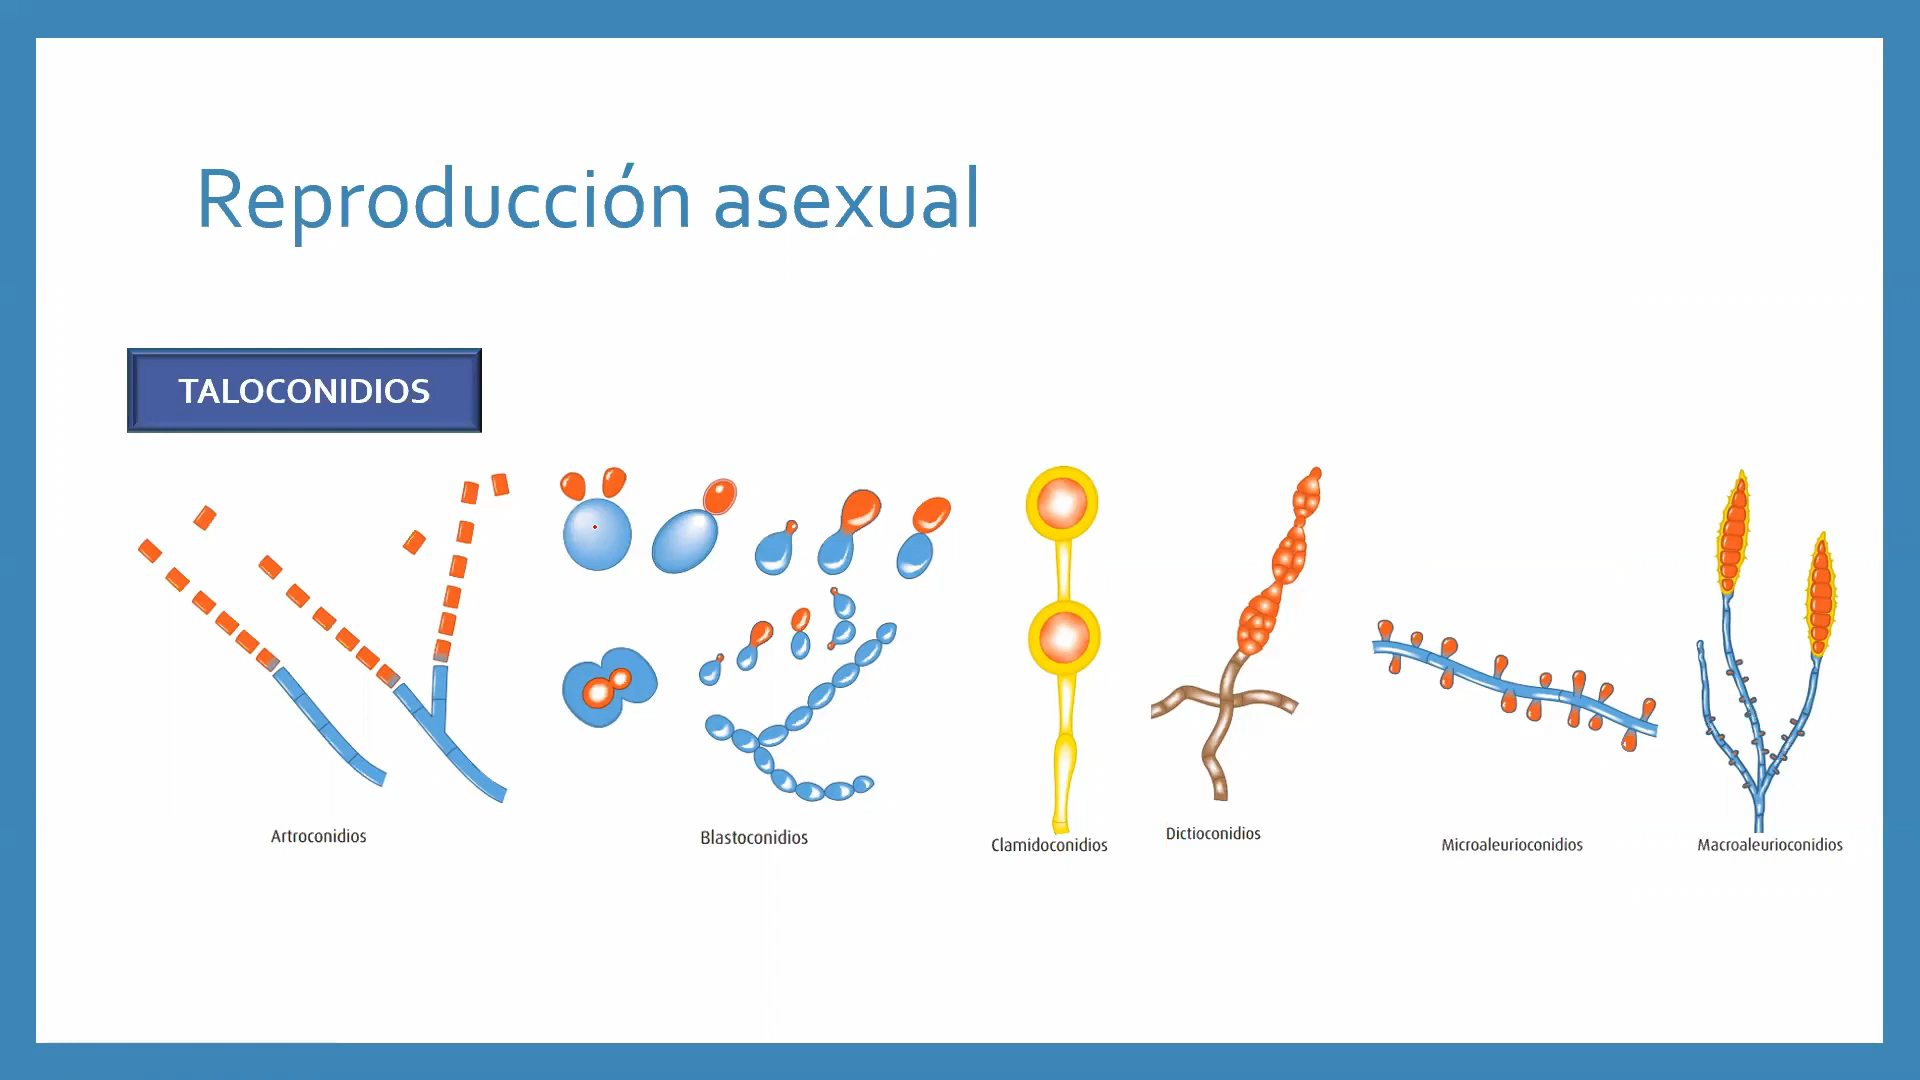 Reproducción asexual
TALOCONIDIOS
Artroconidios
Blastoconidios
Clamidoconidios
Dictioconidios
Microaleurioconidios
Macroaleurioconidios